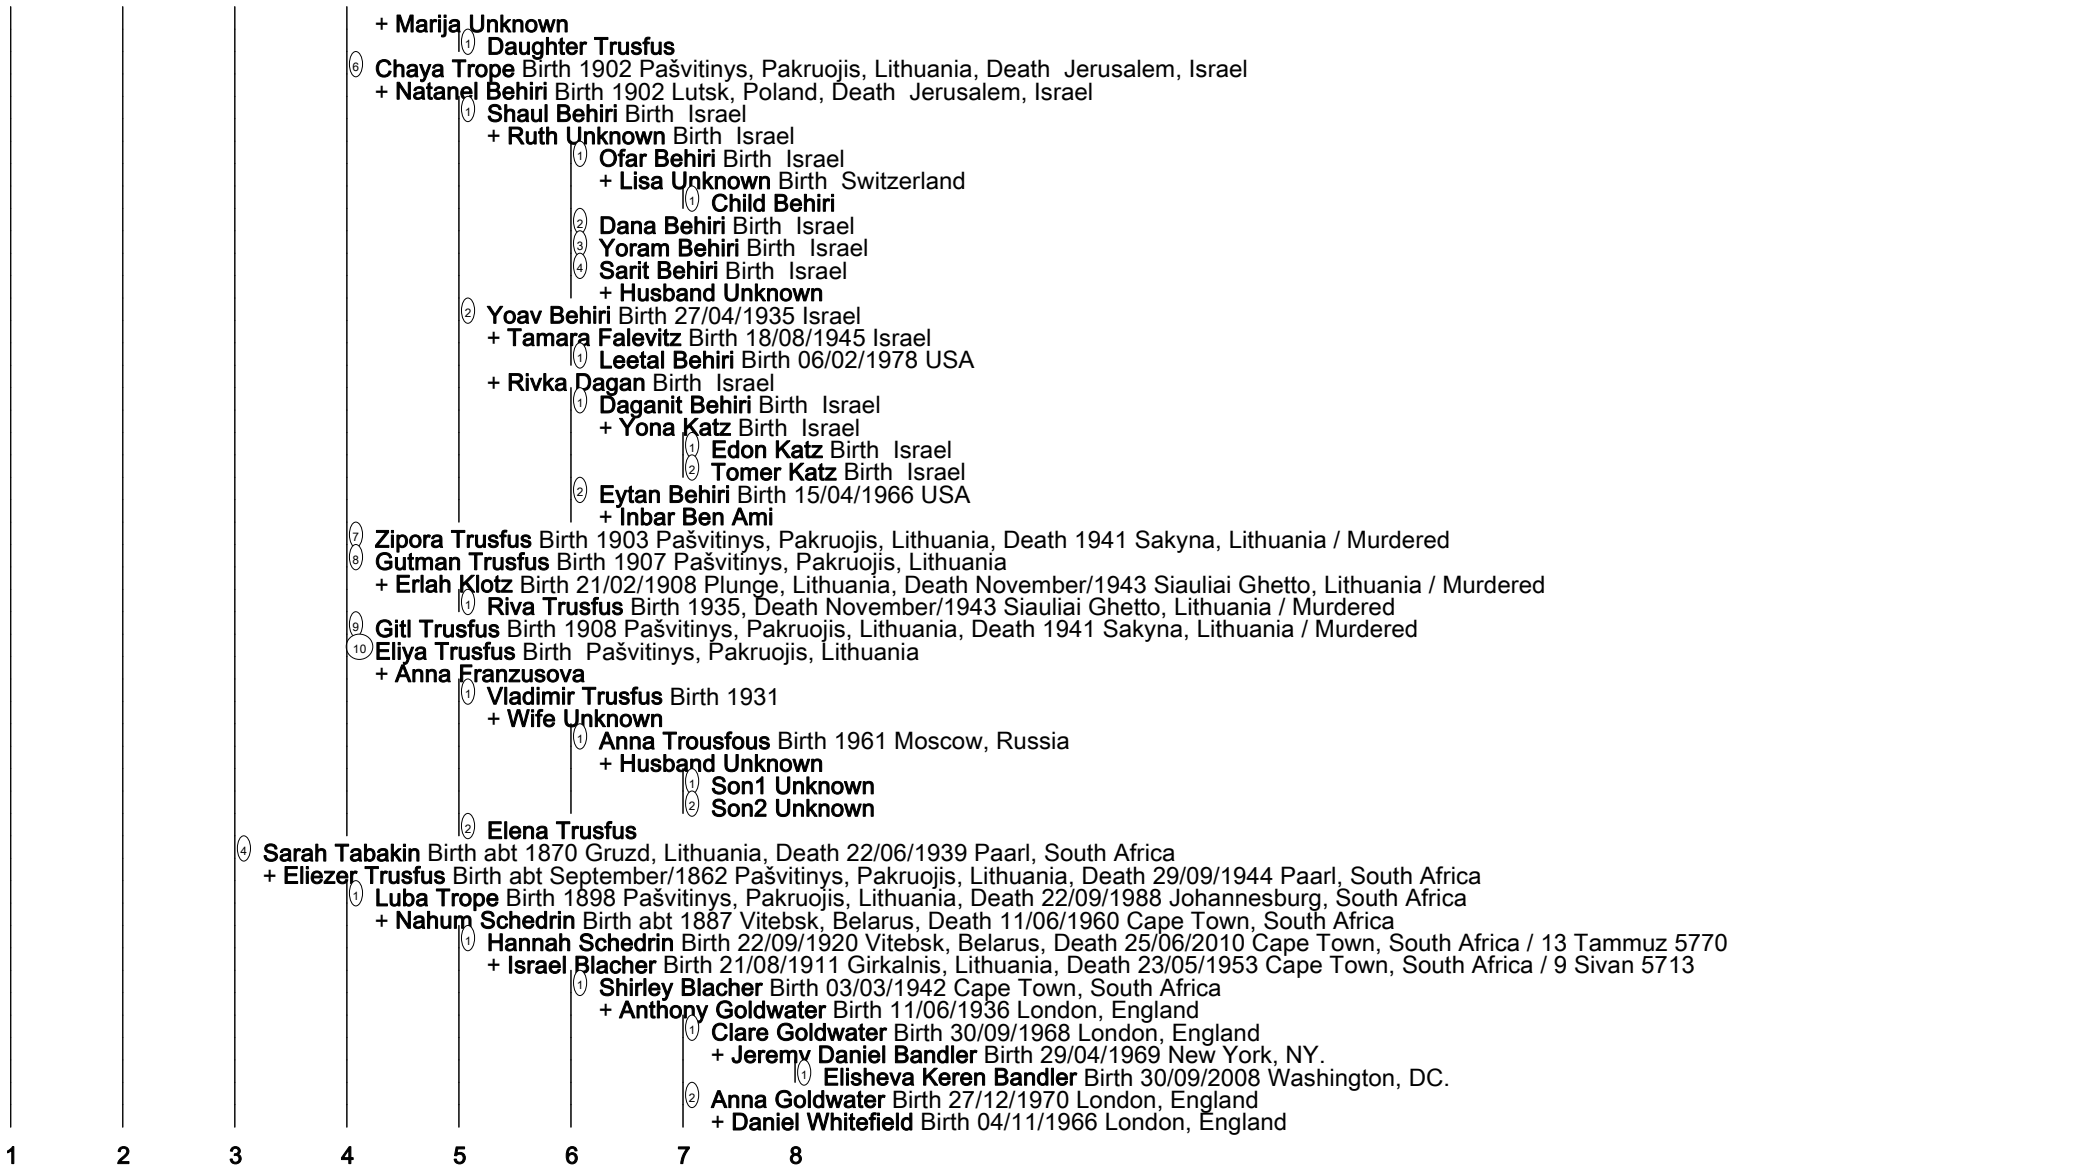 + Marija Unknown
1 Daughter Trusfus
6 Chaya Trope Birth 1902 Pašvitinys, Pakruojis, Lithuania, Death  Jerusalem, Israel
+ Natanel Behiri Birth 1902 Lutsk, Poland, Death  Jerusalem, Israel
1 Shaul Behiri Birth  Israel
+ Ruth Unknown Birth  Israel
1 Ofar Behiri Birth  Israel
+ Lisa Unknown Birth  Switzerland
1 Child Behiri
2 Dana Behiri Birth  Israel
3 Yoram Behiri Birth  Israel
4 Sarit Behiri Birth  Israel
+ Husband Unknown
2 Yoav Behiri Birth 27/04/1935 Israel
+ Tamara Falevitz Birth 18/08/1945 Israel
1 Leetal Behiri Birth 06/02/1978 USA
+ Rivka Dagan Birth  Israel
1 Daganit Behiri Birth  Israel
+ Yona Katz Birth  Israel
1 Edon Katz Birth  Israel
2 Tomer Katz Birth  Israel
2 Eytan Behiri Birth 15/04/1966 USA
+ Inbar Ben Ami
7 Zipora Trusfus Birth 1903 Pašvitinys, Pakruojis, Lithuania, Death 1941 Sakyna, Lithuania / Murdered
8 Gutman Trusfus Birth 1907 Pašvitinys, Pakruojis, Lithuania
+ Erlah Klotz Birth 21/02/1908 Plunge, Lithuania, Death November/1943 Siauliai Ghetto, Lithuania / Murdered
1 Riva Trusfus Birth 1935, Death November/1943 Siauliai Ghetto, Lithuania / Murdered
9 Gitl Trusfus Birth 1908 Pašvitinys, Pakruojis, Lithuania, Death 1941 Sakyna, Lithuania / Murdered
10 Eliya Trusfus Birth  Pašvitinys, Pakruojis, Lithuania
+ Anna Franzusova
1 Vladimir Trusfus Birth 1931
+ Wife Unknown
1 Anna Trousfous Birth 1961 Moscow, Russia
+ Husband Unknown
1 Son1 Unknown
2 Son2 Unknown
2 Elena Trusfus
4 Sarah Tabakin Birth abt 1870 Gruzd, Lithuania, Death 22/06/1939 Paarl, South Africa
+ Eliezer Trusfus Birth abt September/1862 Pašvitinys, Pakruojis, Lithuania, Death 29/09/1944 Paarl, South Africa
1 Luba Trope Birth 1898 Pašvitinys, Pakruojis, Lithuania, Death 22/09/1988 Johannesburg, South Africa
+ Nahum Schedrin Birth abt 1887 Vitebsk, Belarus, Death 11/06/1960 Cape Town, South Africa
1 Hannah Schedrin Birth 22/09/1920 Vitebsk, Belarus, Death 25/06/2010 Cape Town, South Africa / 13 Tammuz 5770
+ Israel Blacher Birth 21/08/1911 Girkalnis, Lithuania, Death 23/05/1953 Cape Town, South Africa / 9 Sivan 5713
1 Shirley Blacher Birth 03/03/1942 Cape Town, South Africa
+ Anthony Goldwater Birth 11/06/1936 London, England
1 Clare Goldwater Birth 30/09/1968 London, England
+ Jeremy Daniel Bandler Birth 29/04/1969 New York, NY.
1 Elisheva Keren Bandler Birth 30/09/2008 Washington, DC.
2 Anna Goldwater Birth 27/12/1970 London, England
+ Daniel Whitefield Birth 04/11/1966 London, England
1 2 3 4 5 6 7 8